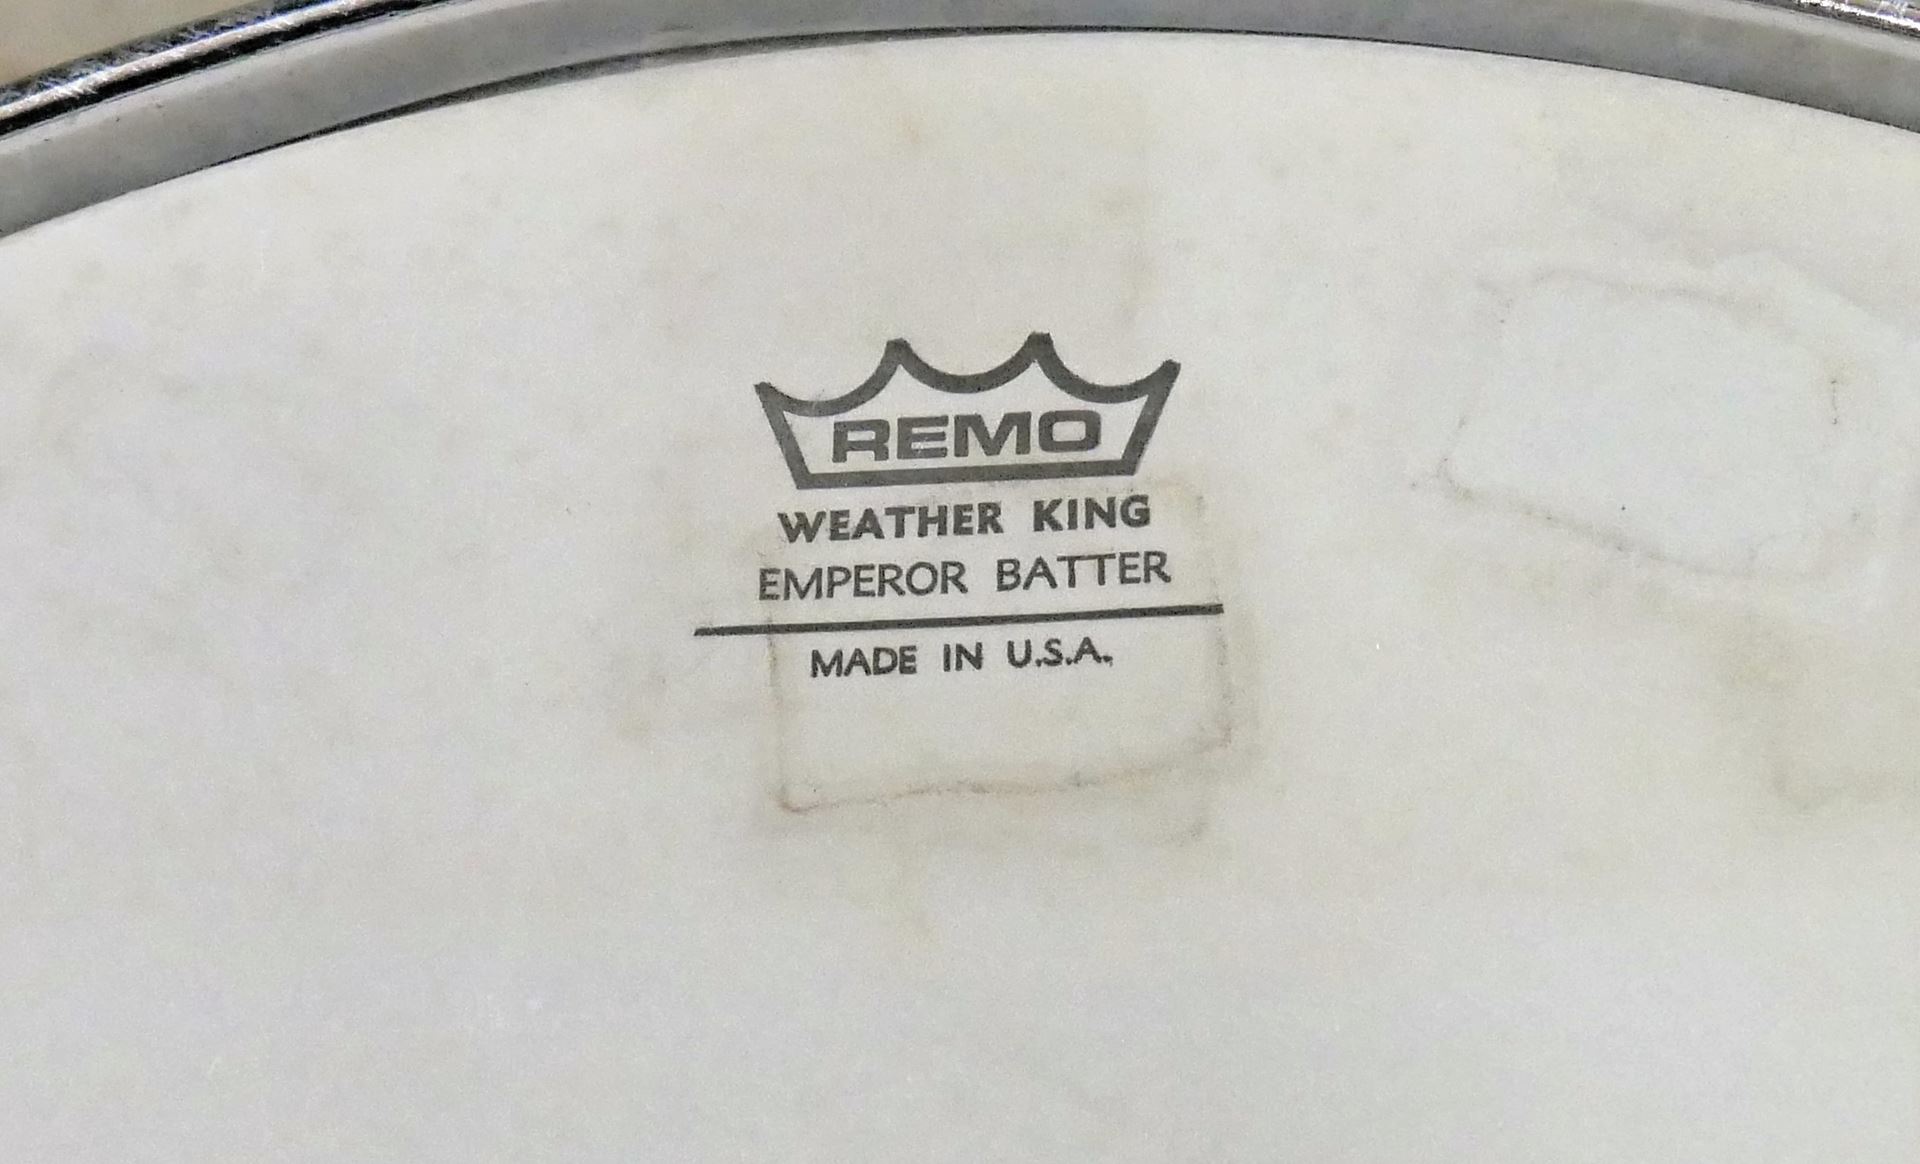 REMO
WEATHER KING
EMPEROR BATTER
MADE IN U.S.A.